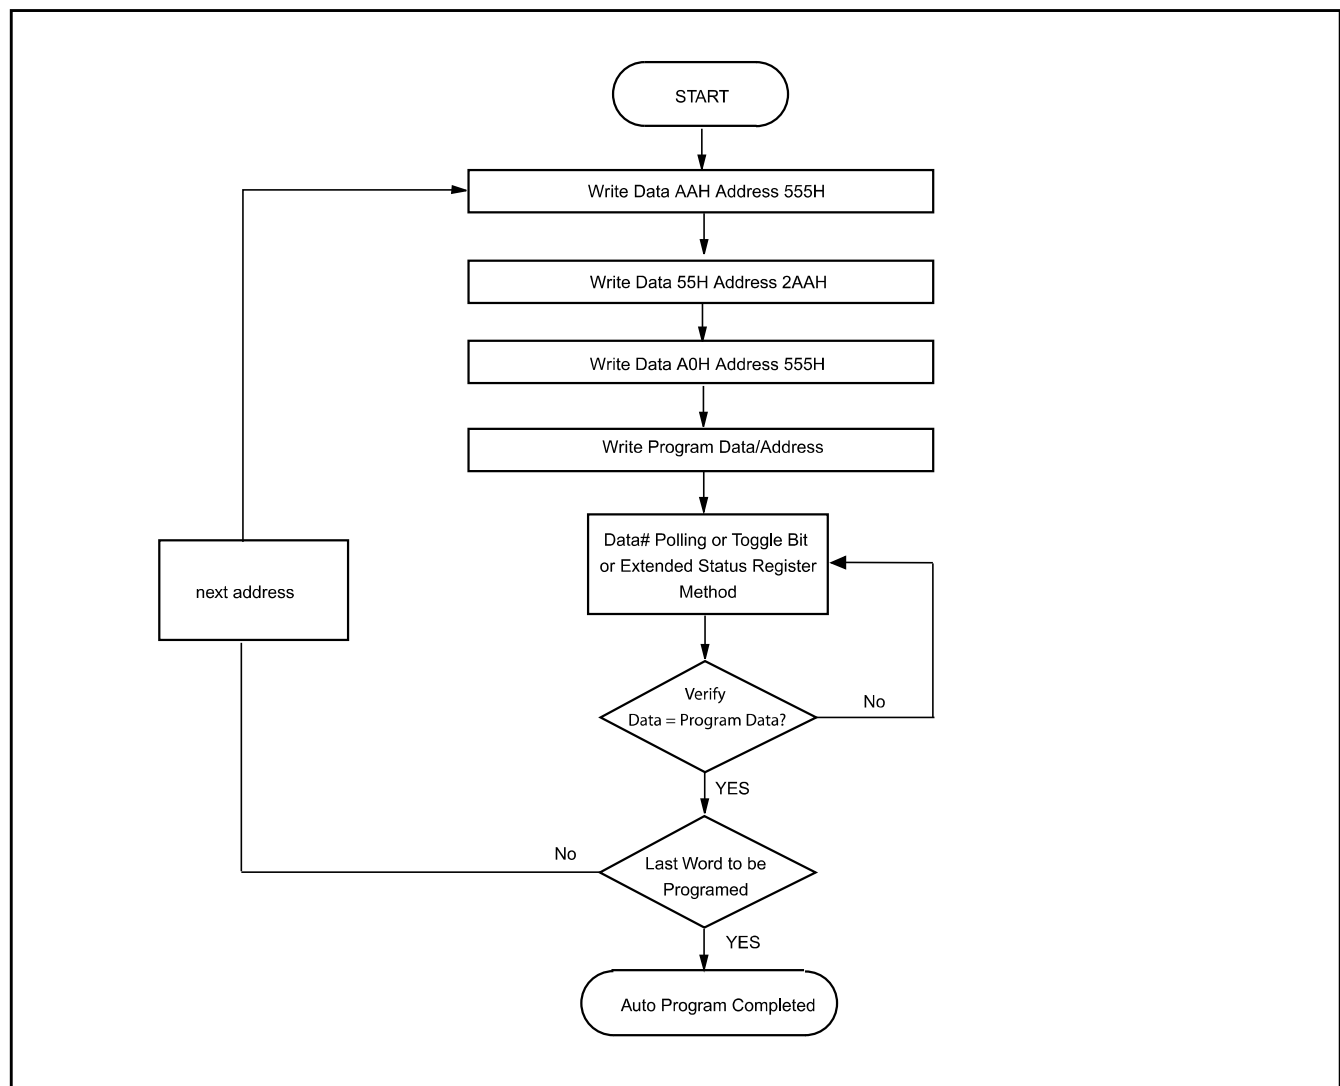 START
Write Data AAH Address 555H
Write Data 55H Address 2AAH
Write Data A0H Address 555H
Write Program Data/Address
Data# Polling or Toggle Bit
or Extended Status Register
Method
next address
Verify
Data = Program Data?
No
YES
No
Last Word to be
Programed
YES
Auto Program Completed